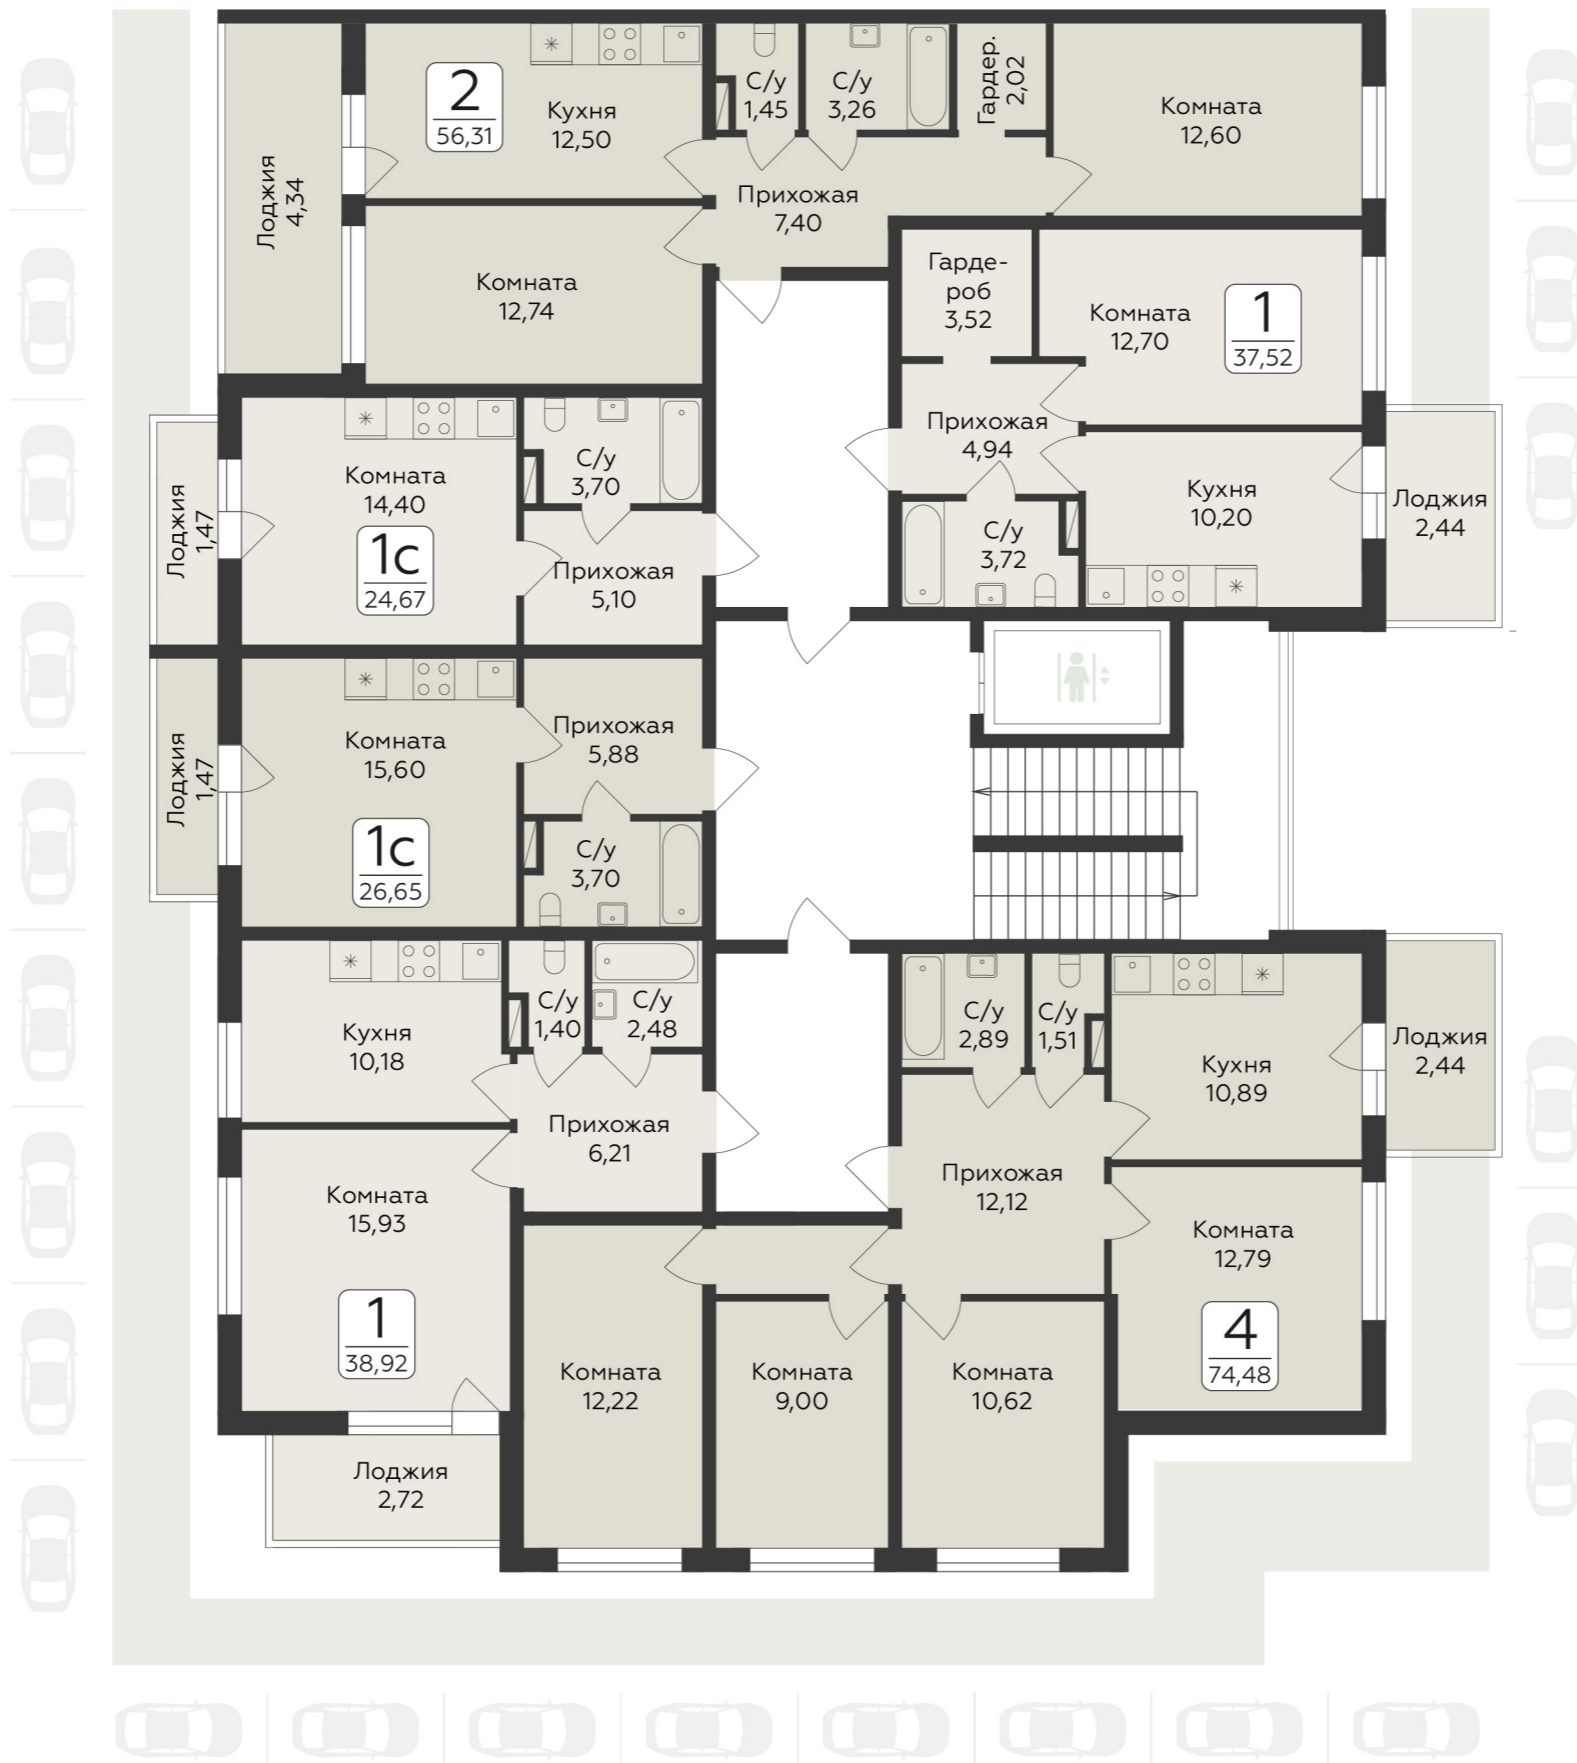 2
56,31
Кухня
12,50
С/у
1,45
С/у
3,26
Гардер.
2,02
Комната
12,60
Лоджия
4,34
Прихожая
7,40
Комната
12,74
Гарде-
роб
3,52
Комната
12,70
1
37,52
Прихожая
4,94
Кухня
10,20
Лоджия
2,44
С/у
3,72
Лоджия
1,47
Комната
14,40
1с
24,67
С/у
3,70
Прихожая
5,10
Лоджия
1,47
Комната
15,60
1с
26,65
Прихожая
5,88
С/у
3,70
Кухня
10,18
С/у
1,40
С/у
2,48
Прихожая
6,21
Комната
15,93
1
38,92
Лоджия
2,72
С/у
2,89
С/у
1,51
Кухня
10,89
Лоджия
2,44
Прихожая
12,12
Комната
12,79
4
74,48
Комната
12,22
Комната
9,00
Комната
10,62